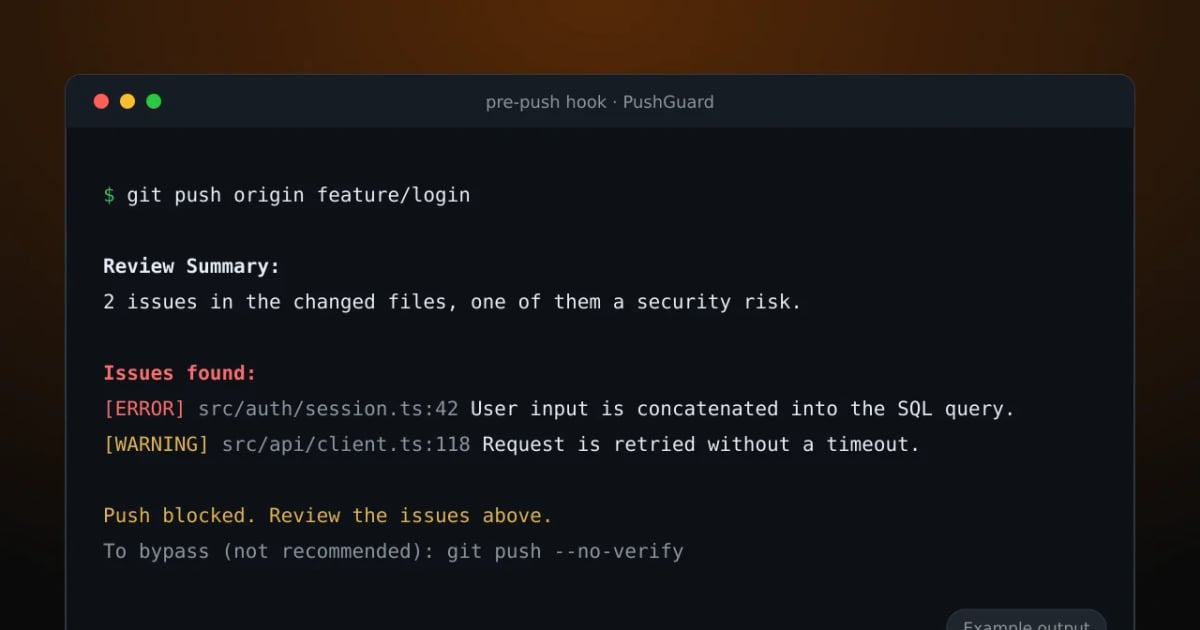 pre-push hook · PushGuard
$ git push origin feature/login
Review Summary:
2 issues in the changed files, one of them a security risk.
Issues found:
[ERROR] src/auth/session.ts:42 User input is concatenated into the SQL query.
[WARNING] src/api/client.ts:118 Request is retried without a timeout.
Push blocked. Review the issues above.
To bypass (not recommended): git push --no-verify
Example output